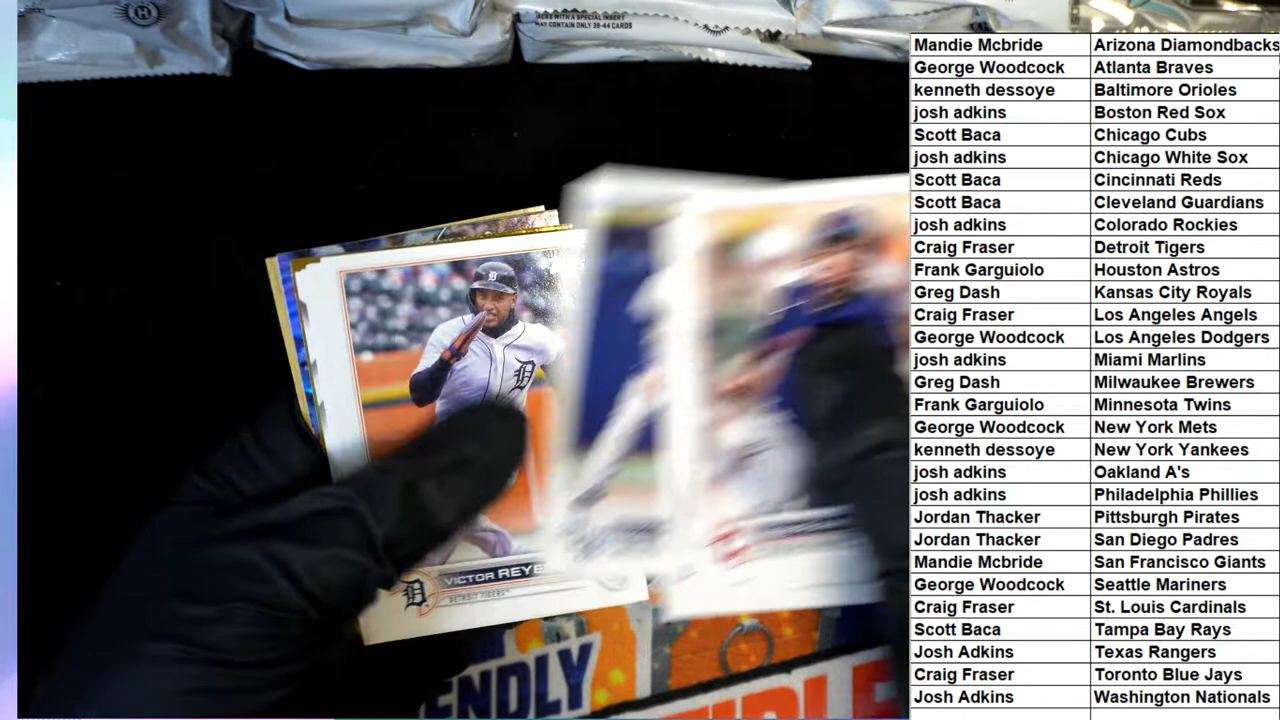 PACKS WITH A SPECIAL INSERT
MAY CONTAIN ONLY 39-44 CARDS
Mandie Mcbride Arizona Diamondbacks
George Woodcock Atlanta Braves
kenneth dessoye Baltimore Orioles
josh adkins Boston Red Sox
Scott Baca Chicago Cubs
josh adkins Chicago White Sox
Scott Baca Cincinnati Reds
Scott Baca Cleveland Guardians
josh adkins Colorado Rockies
Craig Fraser Detroit Tigers
Frank Garguiolo Houston Astros
Greg Dash Kansas City Royals
Craig Fraser Los Angeles Angels
George Woodcock Los Angeles Dodgers
josh adkins Miami Marlins
Greg Dash Milwaukee Brewers
Frank Garguiolo Minnesota Twins
George Woodcock New York Mets
kenneth dessoye New York Yankees
josh adkins Oakland A's
josh adkins Philadelphia Phillies
Jordan Thacker Pittsburgh Pirates
Jordan Thacker San Diego Padres
Mandie Mcbride San Francisco Giants
George Woodcock Seattle Mariners
Craig Fraser St. Louis Cardinals
Scott Baca Tampa Bay Rays
Josh Adkins Texas Rangers
Craig Fraser Toronto Blue Jays
Josh Adkins Washington Nationals
D
D
VICTOR REYE
D DETROIT TIGERS
ENDLY